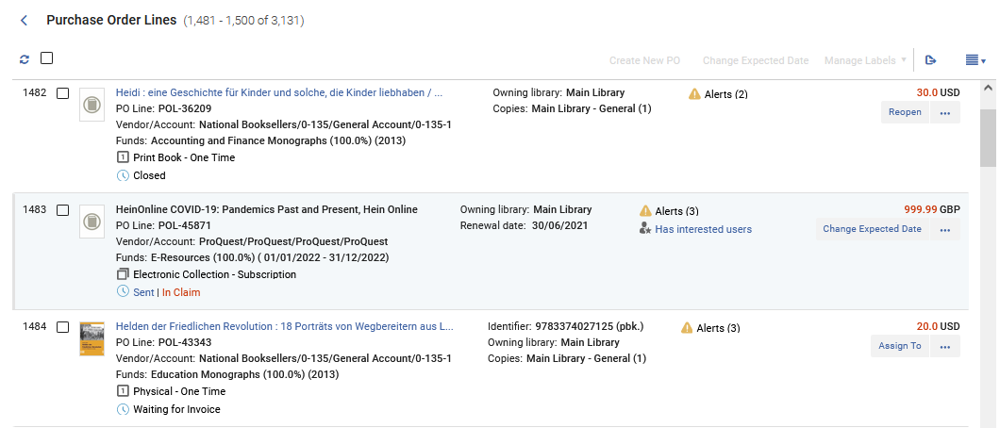 Purchase Order Lines (1,481 - 1,500 of 3,131)
Create New PO Change Expected Date Manage Labels
1482
Heidi : eine Geschichte für Kinder und solche, die Kinder liebhaben / ...
PO Line: POL-36209
Vendor/Account: National Booksellers/0-135/General Account/0-135-1
Funds: Accounting and Finance Monographs (100.0%) (2013)
1 Print Book - One Time
Closed
Owning library: Main Library
Copies: Main Library - General (1)
Alerts (2)
30.0 USD
Reopen ...
1483
HeinOnline COVID-19: Pandemics Past and Present, Hein Online
PO Line: POL-45871
Vendor/Account: ProQuest/ProQuest/ProQuest/ProQuest
Funds: E-Resources (100.0%) ( 01/01/2022 - 31/12/2022)
Electronic Collection - Subscription
Sent | In Claim
Owning library: Main Library
Renewal date: 30/06/2021
Alerts (3)
Has interested users
999.99 GBP
Change Expected Date ...
1484
Helden der Friedlichen Revolution : 18 Porträts von Wegbereitern aus L...
PO Line: POL-43343
Vendor/Account: National Booksellers/0-135/General Account/0-135-1
Funds: Education Monographs (100.0%) (2013)
1 Physical - One Time
Waiting for Invoice
Identifier: 9783374027125 (pbk.)
Owning library: Main Library
Copies: Main Library - General (1)
Alerts (3)
20.0 USD
Assign To ...